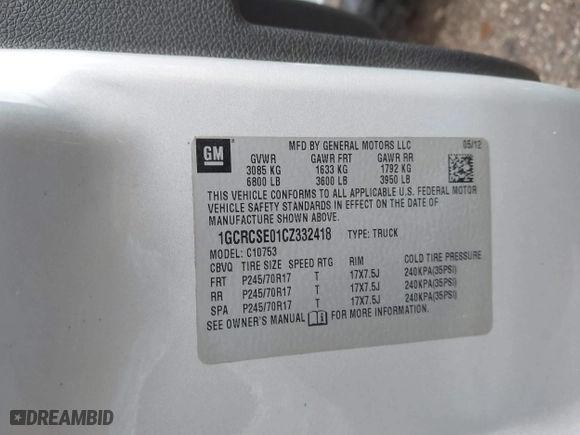 GM
MFD BY GENERAL MOTORS LLC 05/12
GVWR GAWR FRT GAWR RR
3085 KG 1633 KG 1792 KG
6800 LB 3600 LB 3950 LB
THIS VEHICLE CONFORMS TO ALL APPLICABLE U.S. FEDERAL MOTOR
VEHICLE SAFETY STANDARDS IN EFFECT ON THE DATE OF
MANUFACTURE SHOWN ABOVE.
1GCRCSE01CZ332418 TYPE: TRUCK
MODEL: C10753
CBVQ TIRE SIZE SPEED RTG RIM COLD TIRE PRESSURE
FRT P245/70R17 T 17X7.5J 240KPA(35PSI)
RR P245/70R17 T 17X7.5J 240KPA(35PSI)
SPA P245/70R17 T 17X7.5J 240KPA(35PSI)
SEE OWNER'S MANUAL FOR MORE INFORMATION.
DREAMBID